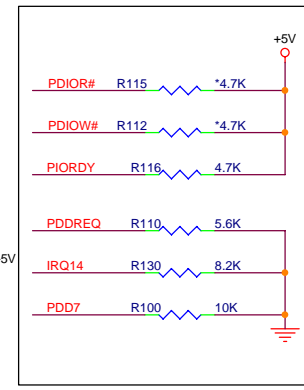 +5V
PDIOR# R115 *4.7K
PDIOW# R112 *4.7K
PIORDY R116 4.7K
PDDREQ R110 5.6K
5V
IRQ14 R130 8.2K
PDD7 R100 10K